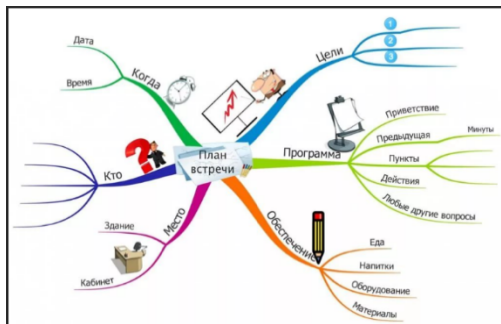 План
встречи
Когда
Дата
Время
Цели
1
2
3
Программа
Приветствие
Предыдущая
Минуты
Пункты
Действия
Любые другие вопросы
Обеспечение
Еда
Напитки
Оборудование
Материалы
Место
Здание
Кабинет
Кто